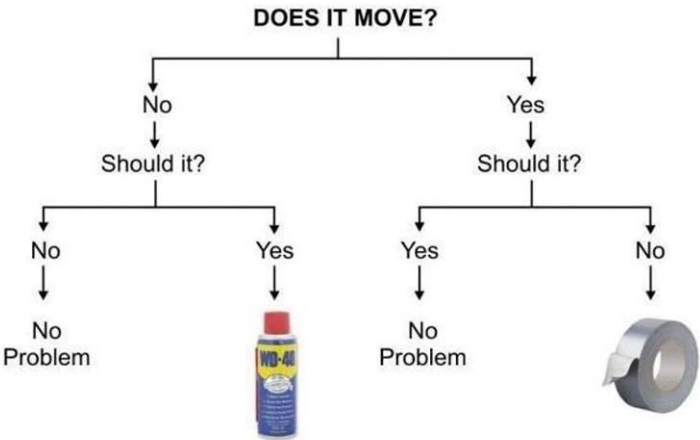 DOES IT MOVE?
No
Yes
Should it?
Should it?
No
Yes
Yes
No
No
Problem
WD-40
No
Problem